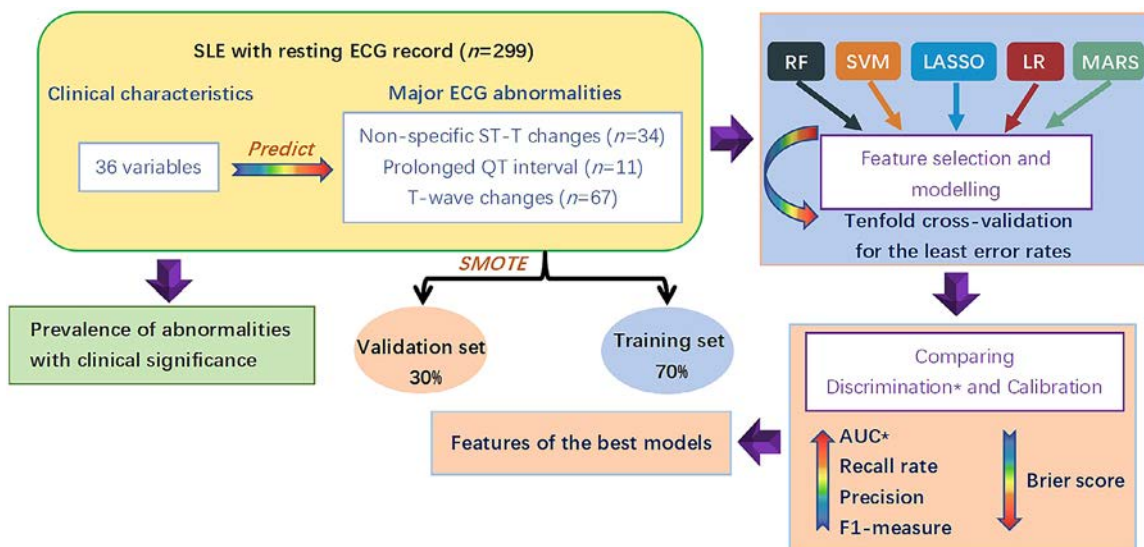 SLE with resting ECG record (n=299)
Clinical characteristics
36 variables
Predict
Major ECG abnormalities
Non-specific ST-T changes (n=34)
Prolonged QT interval (n=11)
T-wave changes (n=67)
RF
SVM
LASSO
LR
MARS
Feature selection and
modelling
Tenfold cross-validation
for the least error rates
Prevalence of abnormalities
with clinical significance
SMOTE
Validation set
30%
Training set
70%
Comparing
Discrimination* and Calibration
AUC*
Recall rate
Precision
F1-measure
Brier score
Features of the best models